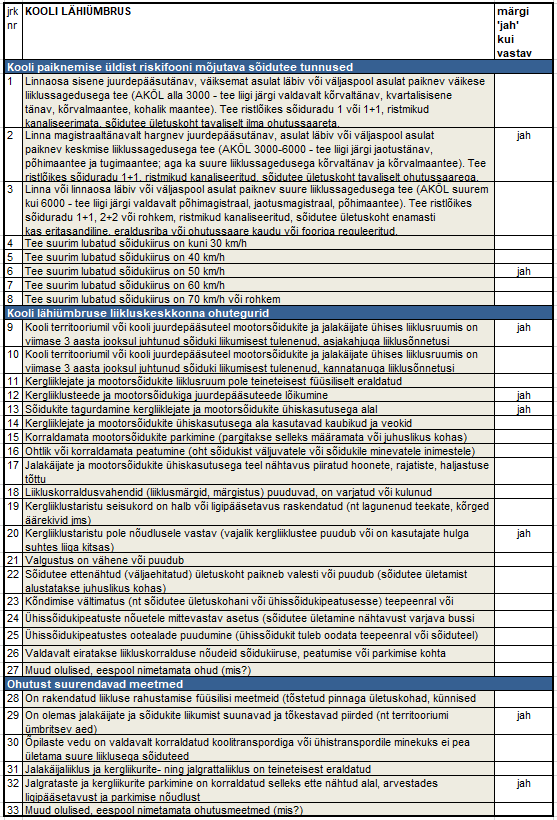 jrk KOOLI LÄHIÜMBRUS märgi
nr 'jah'
kui
vastav
Kooli paiknemise üldist riskifooni mõjutava sõidutee tunnused
1 Linnaosa sisene juurdepääsutänav, väiksemat asulat läbiv või väljaspool asulat paiknev väikese
liiklussagedusega tee (AKÖL alla 3000 - tee liigi järgi valdavalt kõrvaltänav, kvartalisisene
tänav, kõrvalmaantee, kohalik maantee). Tee ristlõikes sõiduradu 1 või 1+1, ristmikud
kanaliseerimata, sõidutee ületuskoht tavaliselt ilma ohutussaareta.
2 Linna magistraaltänavalt hargnev juurdepääsutänav, asulat läbiv või väljaspool asulat jah
paiknev keskmise liiklussagedusega tee (AKÖL 3000-6000 - tee liigi järgi jaotustänav,
põhimaantee ja tugimaantee; aga ka suure liiklussagedusega kõrvaltänav ja kõrvalmaantee). Tee
ristlõikes sõiduradu 1+1, ristmikud kanaliseeritud, sõidutee ületuskoht tavaliselt ohutussaarega.
3 Linna või linnaosa läbiv või väljaspool asulat paiknev suure liiklussagedusega tee (AKÖL suurem
kui 6000 - tee liigi järgi valdavalt põhimagistraal, jaotusmagistraal, põhimaantee). Tee ristlõikes
sõiduradu 1+1, 2+2 või rohkem, ristmikud kanaliseeritud, sõidutee ületuskoht enamasti
kas eritasandiline, eraldusriba või ohutussaare kaudu või fooriga reguleeritud.
4 Tee suurim lubatud sõidukiirus on kuni 30 km/h
5 Tee suurim lubatud sõidukiirus on 40 km/h
6 Tee suurim lubatud sõidukiirus on 50 km/h jah
7 Tee suurim lubatud sõidukiirus on 60 km/h
8 Tee suurim lubatud sõidukiirus on 70 km/h või rohkem
Kooli lähiümbruse liikluskeskkonna ohutegurid
9 Kooli territooriumil või kooli juurdepääsuteel mootorsõidukite ja jalakäijate ühises liiklusruumis on jah
viimase 3 aasta jooksul juhtunud sõiduki liikumisest tulenenud, asjakahjuga liiklusõnnetusi
10 Kooli territooriumil või kooli juurdepääsuteel mootorsõidukite ja jalakäijate ühises liiklusruumis on
viimase 3 aasta jooksul juhtunud sõiduki liikumisest tulenenud, kannatanuga liiklusõnnetusi
11 Kergliiklejate ja mootorsõidukite liiklusruum pole teineteisest füüsiliselt eraldatud
12 Kergliiklusteede ja mootorsõidukiga juurdepääsuteede lõikumine jah
13 Sõidukite tagurdamine kergliiklejate ja mootorsõidukite ühiskasutusega alal jah
14 Kergliiklejate ja mootorsõidukite ühiskasutusega ala kasutavad kaubikud ja veokid
15 Korraldamata mootorsõidukite parkimine (pargitakse selleks määramata või juhuslikus kohas)
16 Ohtlik või korraldamata peatumine (oht sõidukist väljuvatele või sõidukile minevatele inimestele)
17 Jalakäijate ja mootorsõidukite ühiskasutusega teel nähtavus piiratud hoonete, rajatiste, haljastuse
tõttu
18 Liikluskorraldusvahendid (liiklusmärgid, märgistus) puuduvad, on varjatud või kulunud
19 Kergliiklustaristu seisukord on halb või ligipääsetavus raskendatud (nt lagunenud teekate, kõrged
äärekivid jms)
20 Kergliiklustaristu pole nõudlusele vastav (vajalik kergliiklustee puudub või on kasutajate hulga jah
suhtes liiga kitsas)
21 Valgustus on vähene või puudub
22 Sõidutee ettenähtud (väljaehitatud) ületuskoht paikneb valesti või puudub (sõidutee ületamist
alustatakse juhuslikus kohas)
23 Kõndimise vältimatus (nt sõidutee ületuskohani või ühissõidukipeatusesse) teepeenral või
24 Ühissõidukipeatuste nõuetele mittevastav asetus (sõidutee ületamine nähtavust varjava bussi
25 Ühissõidukipeatustes ootealade puudumine (ühissõidukit tuleb oodata teepeenral või sõiduteel)
26 Valdavalt eiratakse liikluskorralduse nõudeid sõidukiiruse, peatumise või parkimise kohta
27 Muud olulised, eespool nimetamata ohud (mis?)
Ohutust suurendavad meetmed
28 On rakendatud liikluse rahustamise füüsilisi meetmeid (tõstetud pinnaga ületuskohad, künnised
29 On olemas jalakäijate ja sõidukite liikumist suunavad ja tõkestavad piirded (nt territooriumi jah
ümbritsev aed)
30 Õpilaste vedu on valdavalt korraldatud koolitranspordiga või ühistranspordile minekuks ei pea
ületama suure liiklusega sõiduteed
31 Jalakäijaliiklus ja kergliikurite- ning jalgrattaliiklus on teineteisest eraldatud
32 Jalgrataste ja kergliikurite parkimine on korraldatud selleks ette nähtud alal, arvestades jah
ligipääsetavust ja parkimise nõudlust
33 Muud olulised, eespool nimetamata ohutusmeetmed (mis?)